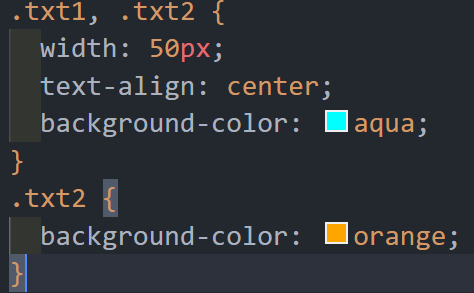 .txt1, .txt2 {
width: 50px;
text-align: center;
background-color: aqua;
}
.txt2 {
background-color: orange;
}